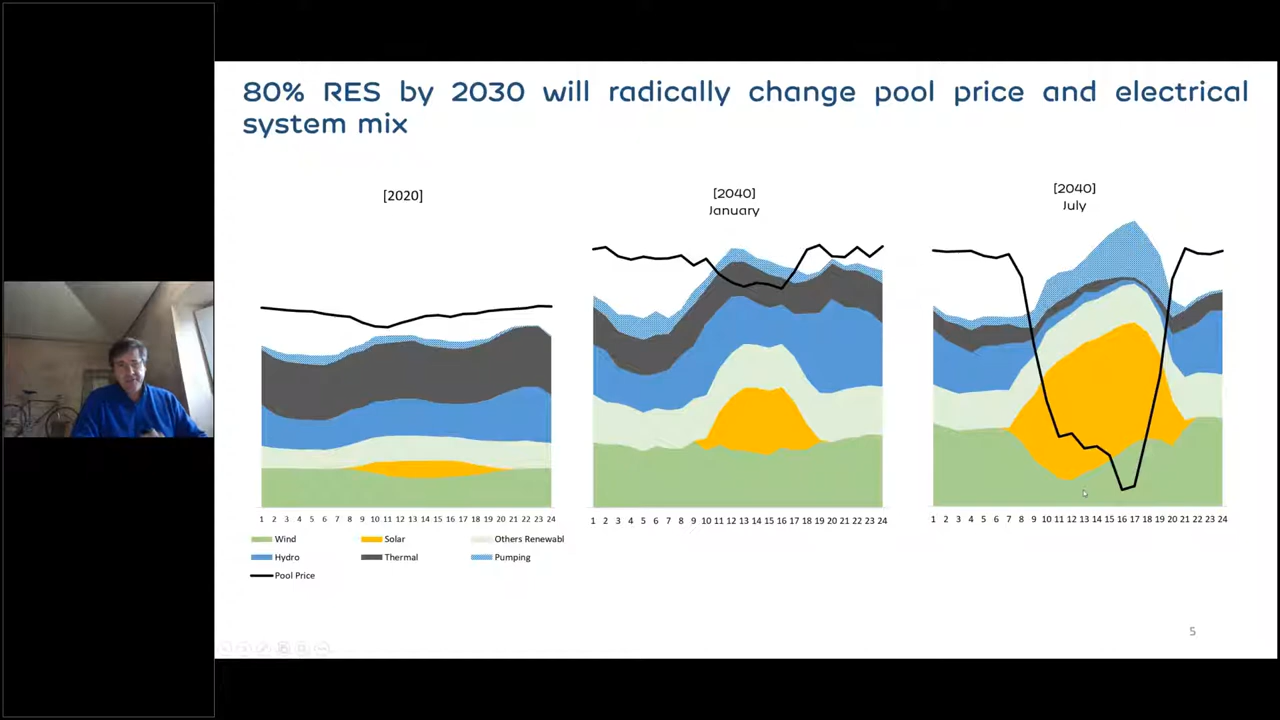 80% RES by 2030 will radically change pool price and electrical
system mix
[2020]
[2040]
January
[2040]
July
1 2 3 4 5 6 7 8 9 10 11 12 13 14 15 16 17 18 19 20 21 22 23 24
1 2 3 4 5 6 7 8 9 10 11 12 13 14 15 16 17 18 19 20 21 22 23 24
1 2 3 4 5 6 7 8 9 10 11 12 13 14 15 16 17 18 19 20 21 22 23 24
Wind Solar Others Renewabl
Hydro Thermal Pumping
Pool Price
5